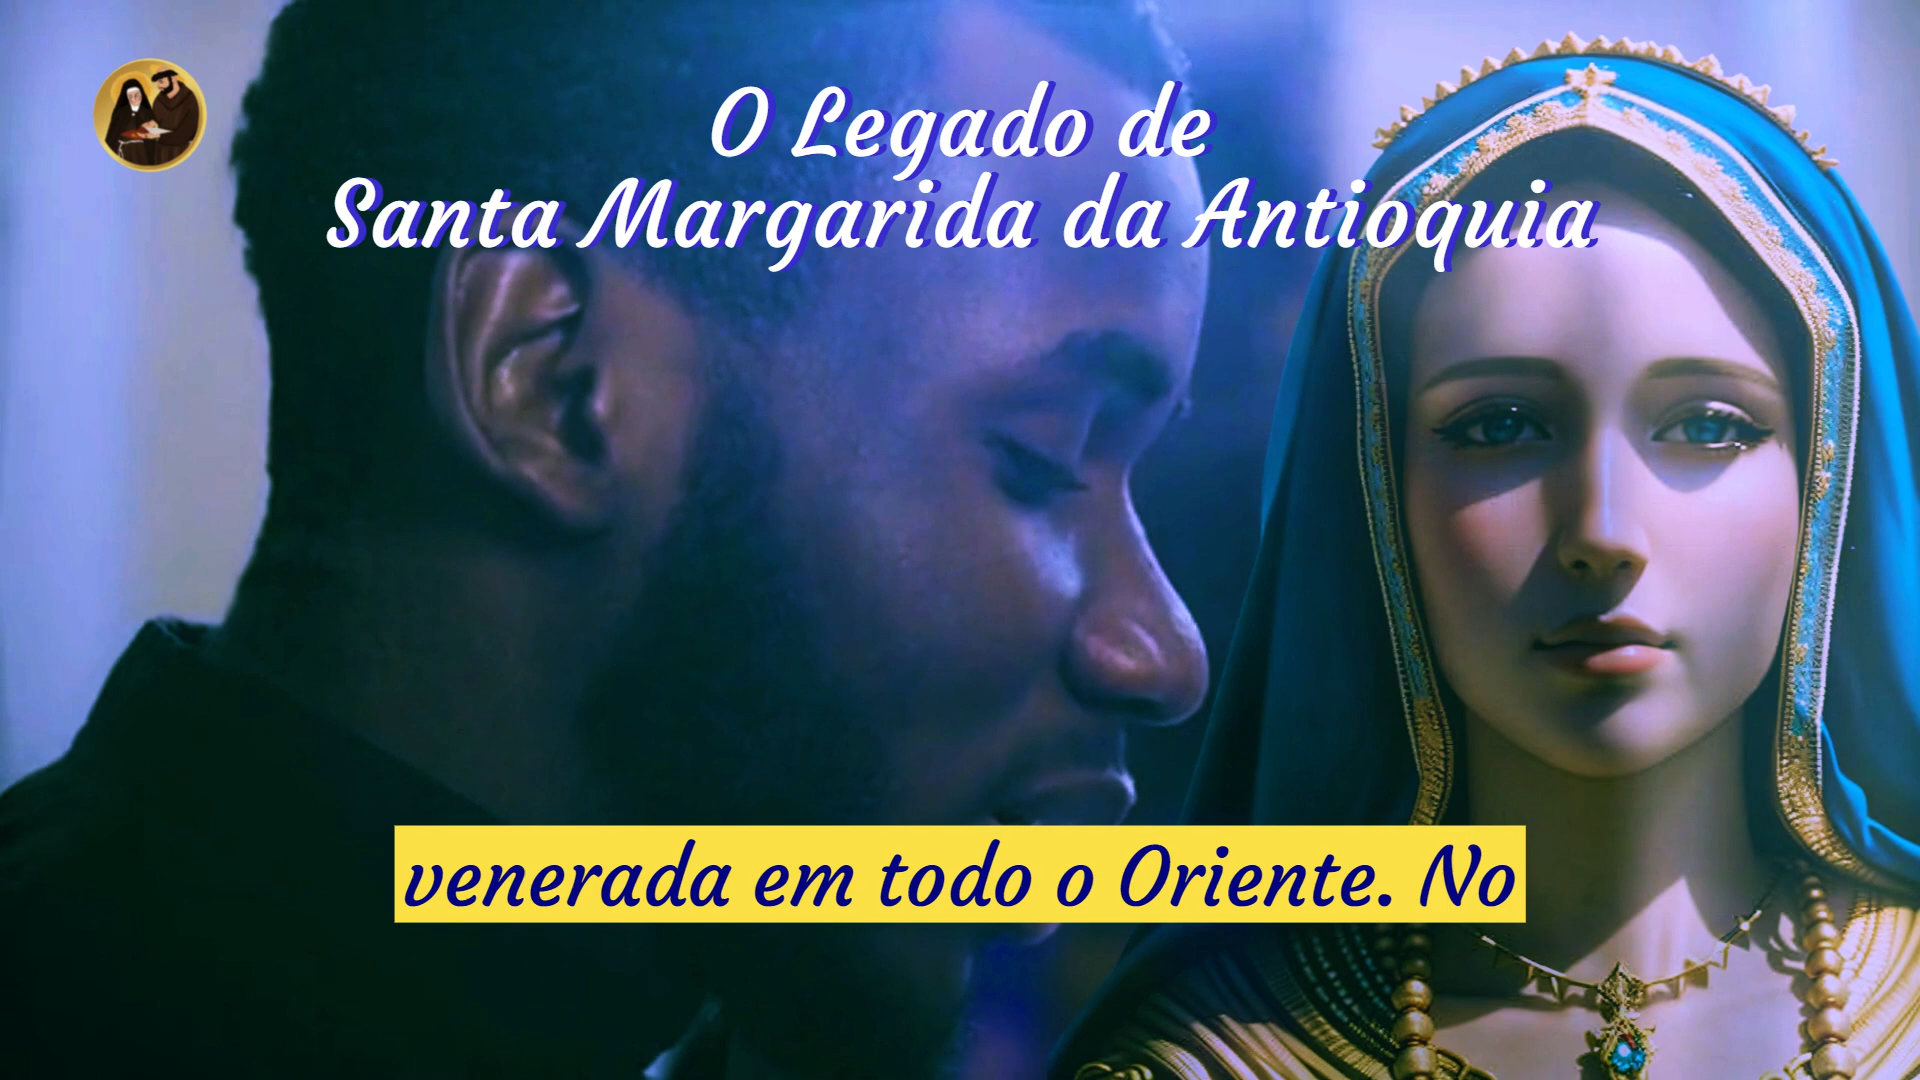 O Legado de
Santa Margarida da Antioquia
venerada em todo o Oriente. No